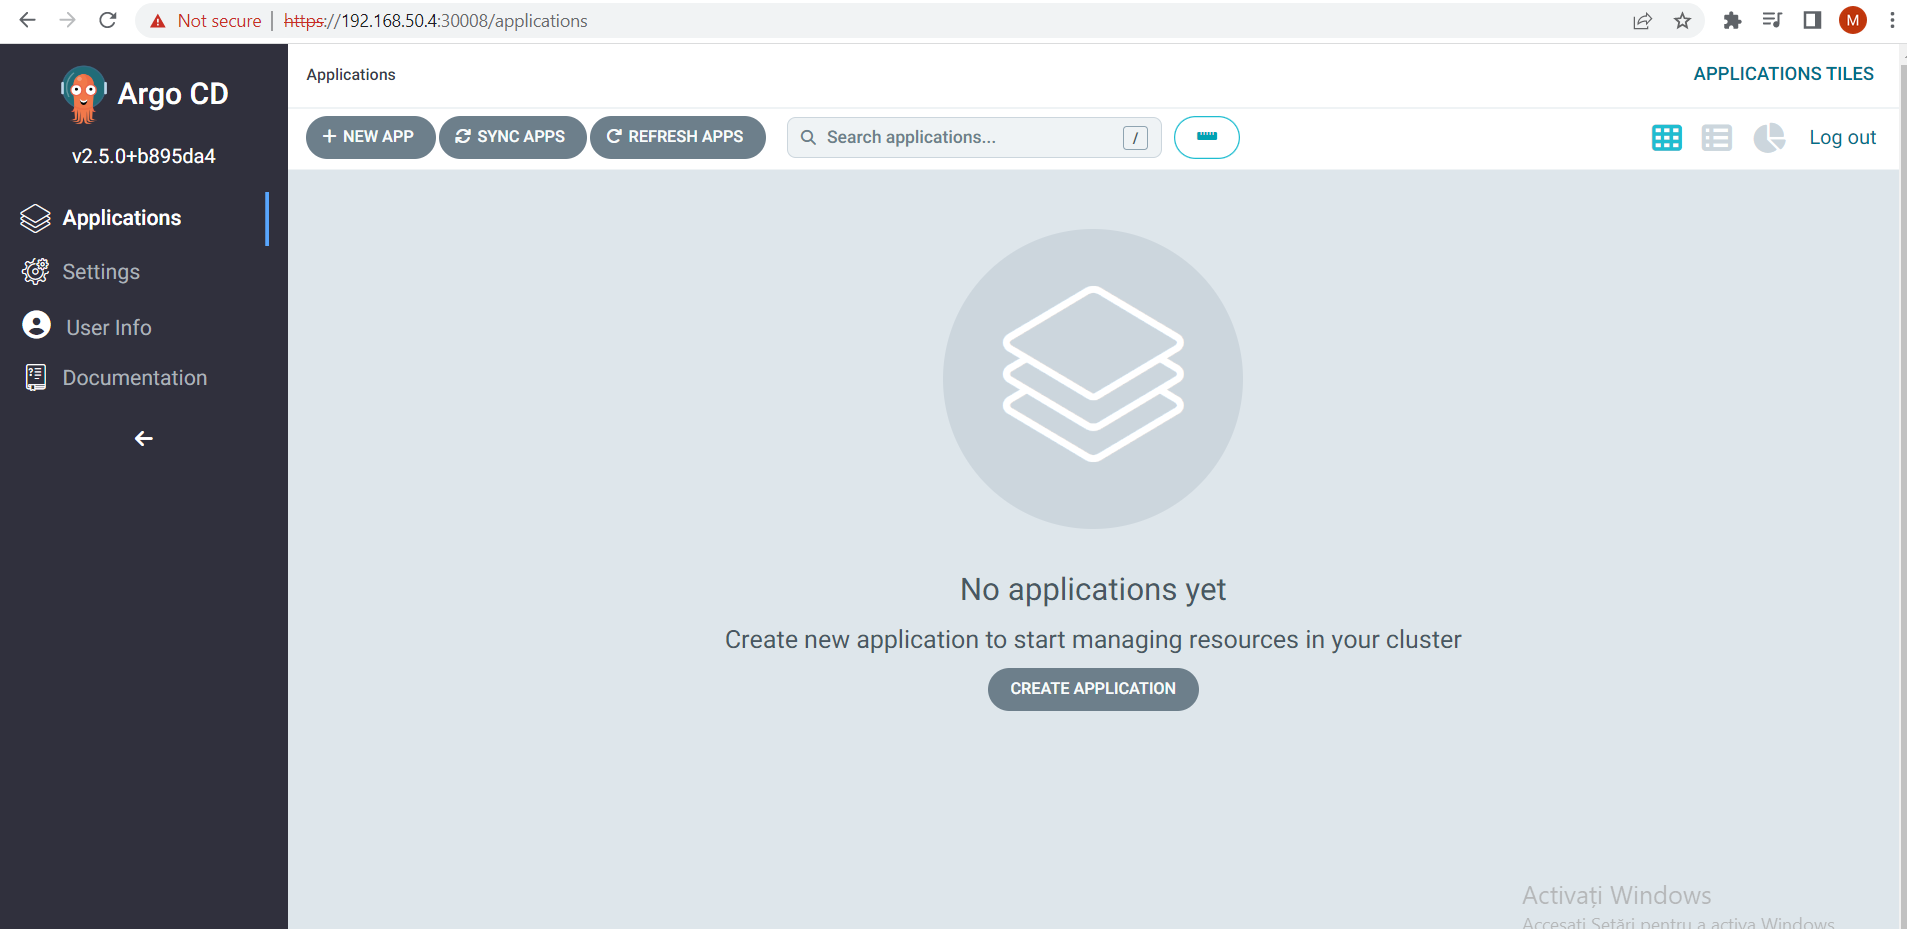 Not secure | https://192.168.50.4:30008/applications
M
Argo CD
v2.5.0+b895da4
Applications
Settings
User Info
Documentation
Applications
APPLICATIONS TILES
NEW APP
SYNC APPS
REFRESH APPS
Search applications...
/
Log out
No applications yet
Create new application to start managing resources in your cluster
CREATE APPLICATION
Activați Windows
Accesați Setări pentru a activa Windows.